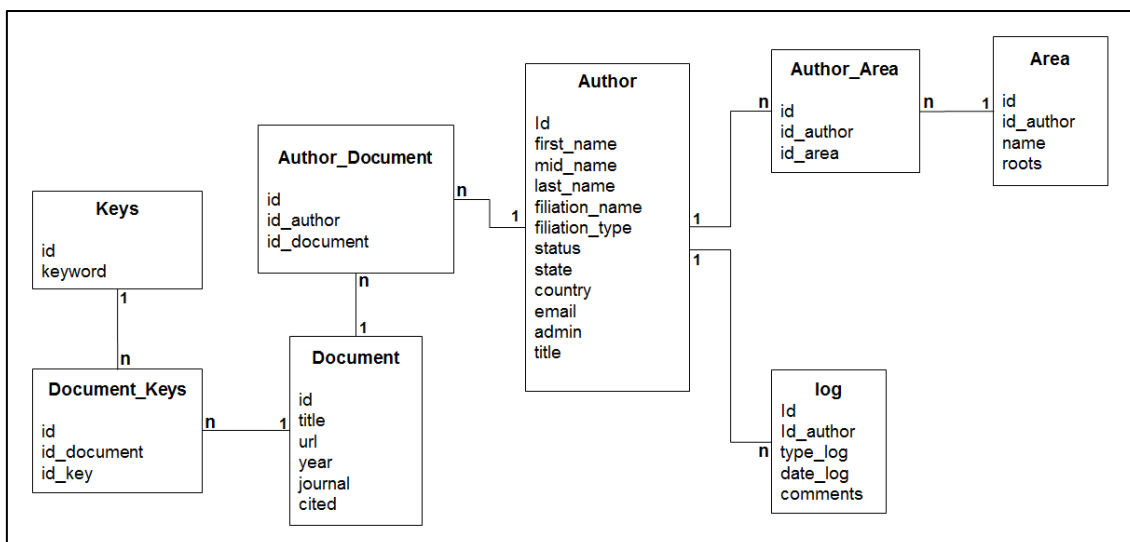 Keys
id
keyword
1
n
Document_Keys
id
id_document
id_key
n
1
Author_Document
id
id_author
id_document
n
1
n
1
Document
id
title
url
year
journal
cited
Author
Id
first_name
mid_name
last_name
filiation_name
filiation_type
status
state
country
email
admin
title
1
n
Author_Area
id
id_author
id_area
n
1
Area
id
id_author
name
roots
1
n
log
Id
Id_author
type_log
date_log
comments